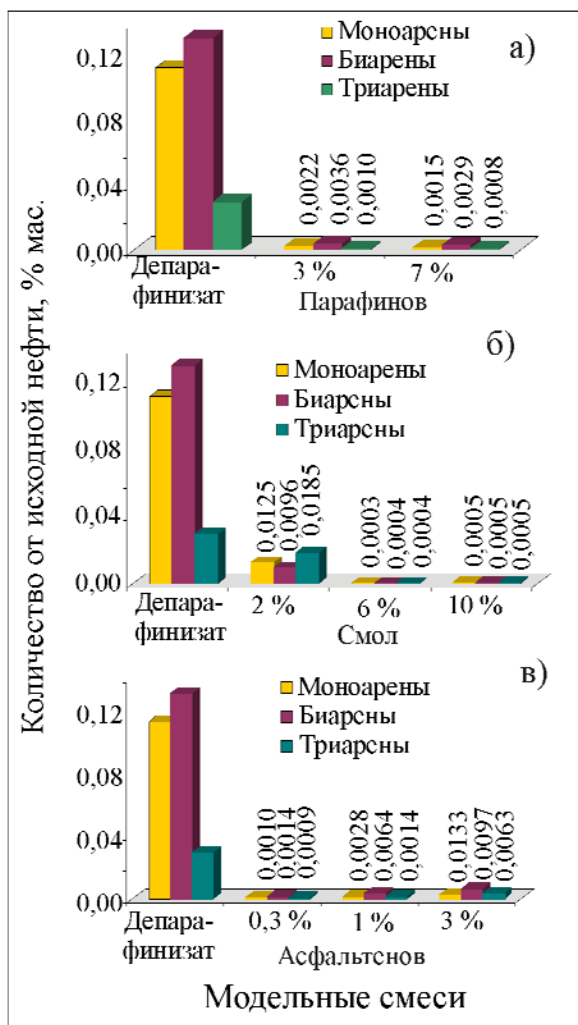 Количество от исходной нефти, % мас.
а)
Моноарсны
Биарены
Триарены
0,12
0,08
0,04
0,00
0,0022
0,0036
0,0010
0,0015
0,0029
0,0008
Депара-
финизат
3 %
7 %
Парафинов
б)
Моноарены
Биарсны
Триарсны
0,12
0,08
0,04
0,00
0,0125
0,0096
0,0185
0,0003
0,0004
0,0004
0,0005
0,0005
0,0005
Депара-
финизат
2 %
6 %
10 %
Смол
в)
Моноарены
Биарсны
Триарсны
0,12
0,08
0,04
0,00
0,0010
0,0014
0,0009
0,0028
0,0064
0,0014
0,0133
0,0097
0,0063
Депара-
финизат
0,3 %
1 %
3 %
Асфальтснов
Модельные смеси